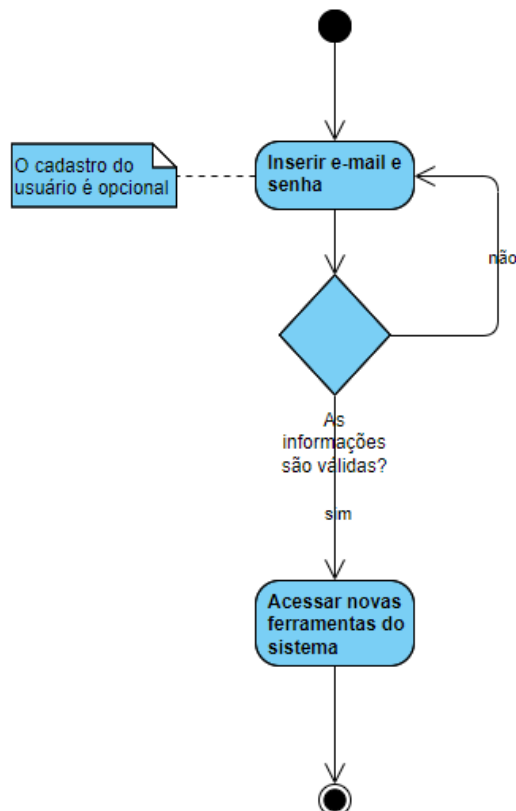 O cadastro do
usuário é opcional
Inserir e-mail e
senha
não
As
informações
são válidas?
sim
Acessar novas
ferramentas do
sistema